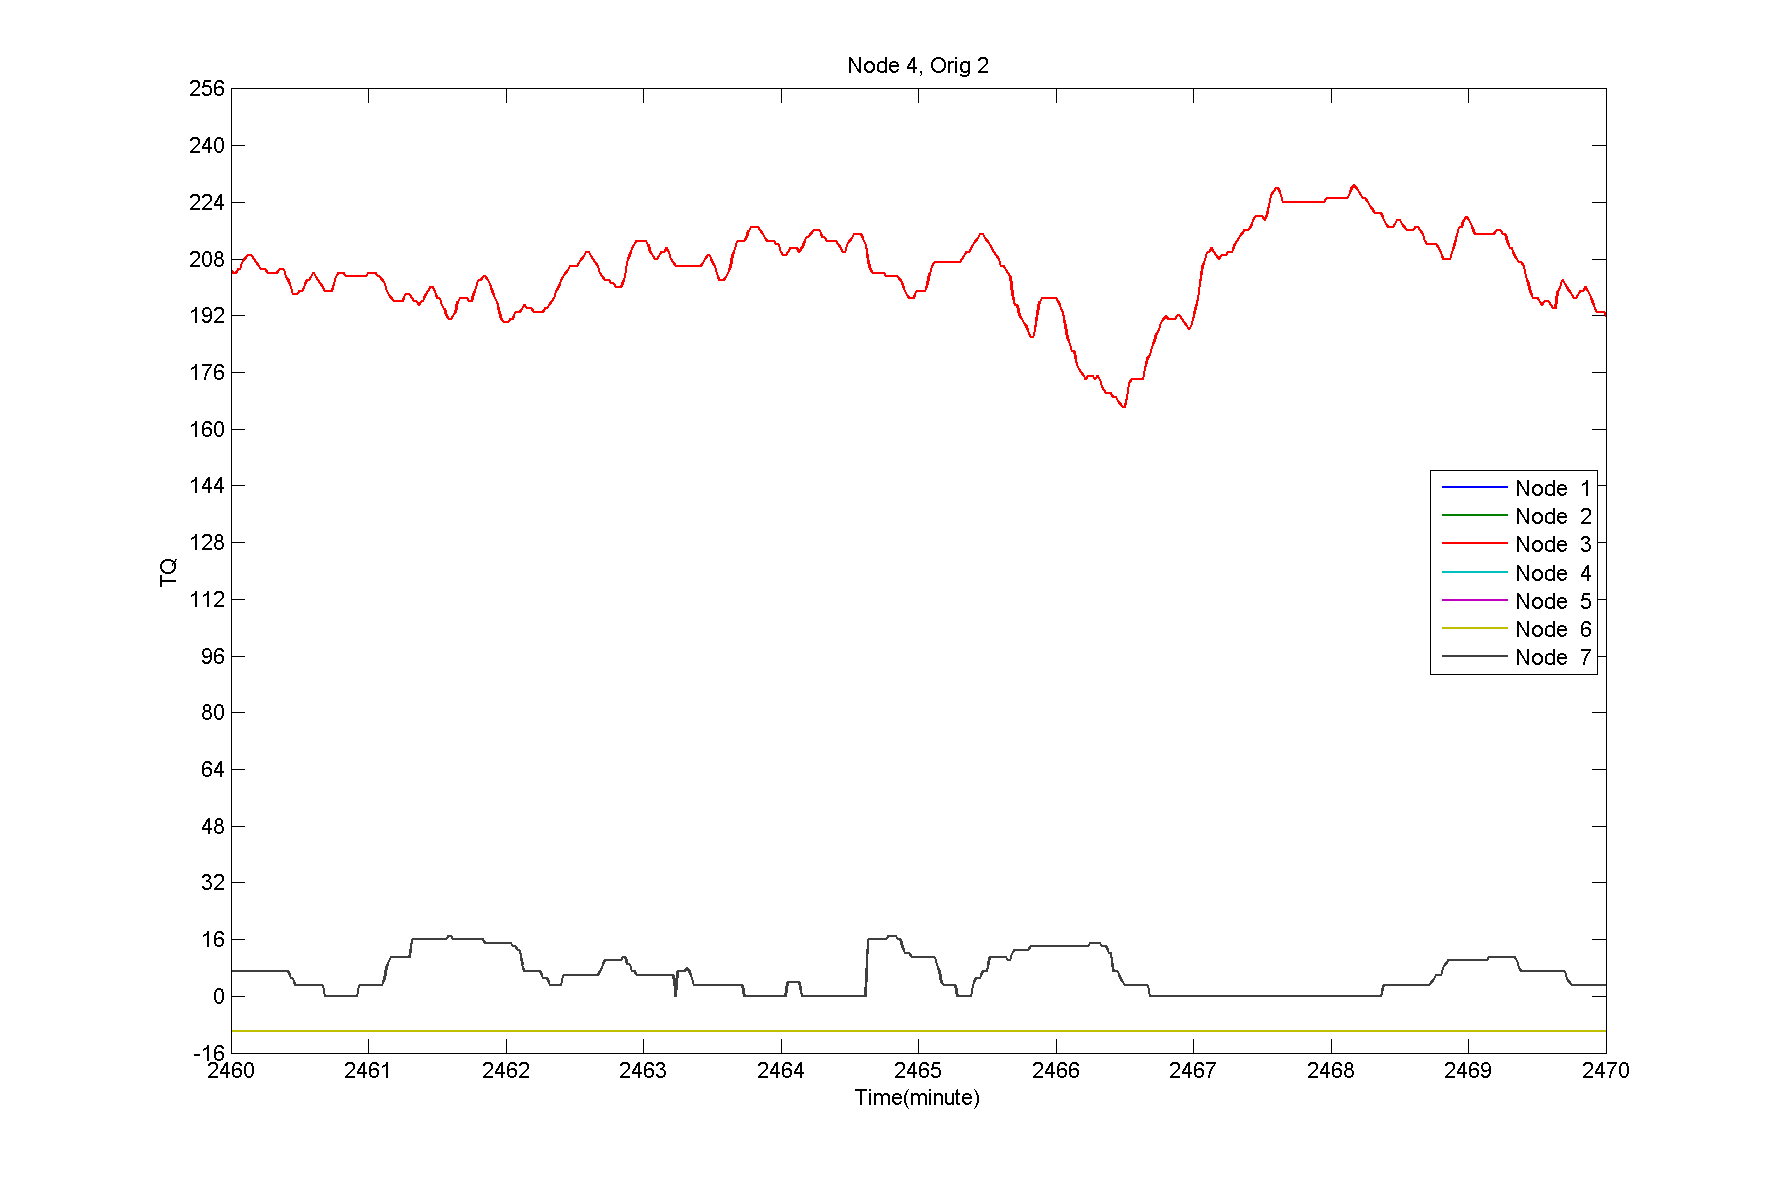 Node 4, Orig 2
256
240
224
208
192
176
160
144
128
112
96
80
64
48
32
16
0
-16
TQ
Node 1
Node 2
Node 3
Node 4
Node 5
Node 6
Node 7
2460 2461 2462 2463 2464 2465 2466 2467 2468 2469 2470
Time(minute)